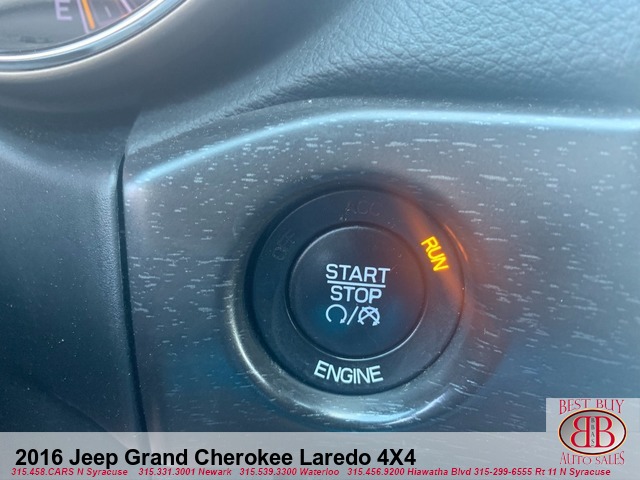 E
ACC
OFF
RUN
START
STOP
ENGINE
BEST BUY
BB
AUTO SALES
2016 Jeep Grand Cherokee Laredo 4X4
315.458.CARS N Syracuse 315.331.3001 Newark 315.539.3300 Waterloo 315.456.9200 Hiawatha Blvd 315-299-6555 Rt 11 N Syracuse